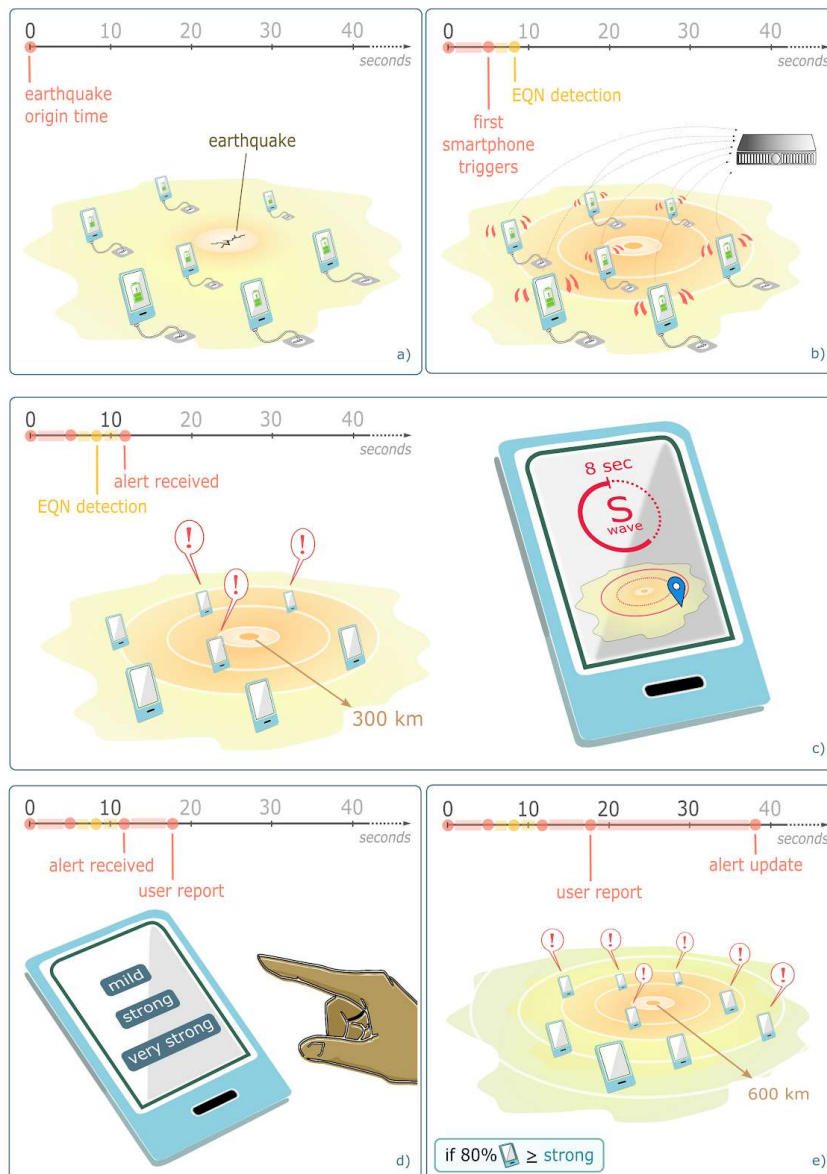 0 10 20 30 40
seconds
earthquake
origin time
earthquake
a)
0 10 20 30 40
seconds
EQN detection
first
smartphone
triggers
b)
0 10 20 30 40
seconds
alert received
EQN detection
!
!
!
300 km
8 sec
S
wave
c)
0 10 20 30 40
seconds
alert received
user report
mild
strong
very strong
d)
0 10 20 30 40
seconds
alert update
user report
!
!
!
!
!
!
600 km
if 80% ≥ strong
e)